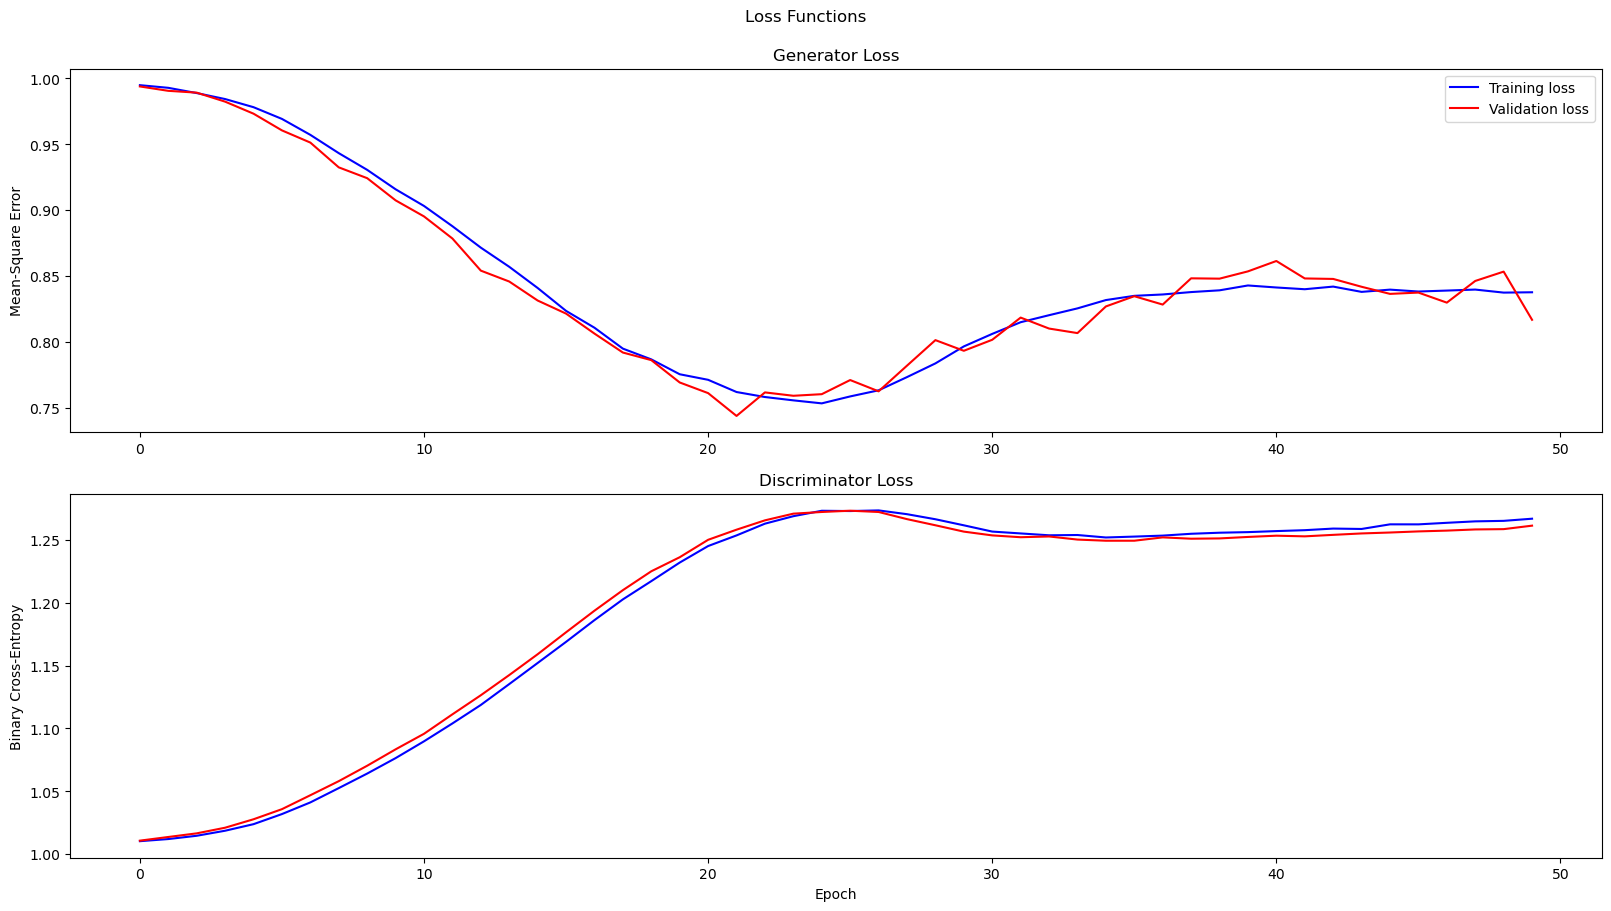 Loss Functions
Generator Loss
1.00
0.95
0.90
0.85
0.80
0.75
Mean-Square Error
Training loss
Validation loss
0 10 20 30 40 50
Discriminator Loss
1.25
1.20
1.15
1.10
1.05
1.00
Binary Cross-Entropy
0 10 20 30 40 50
Epoch